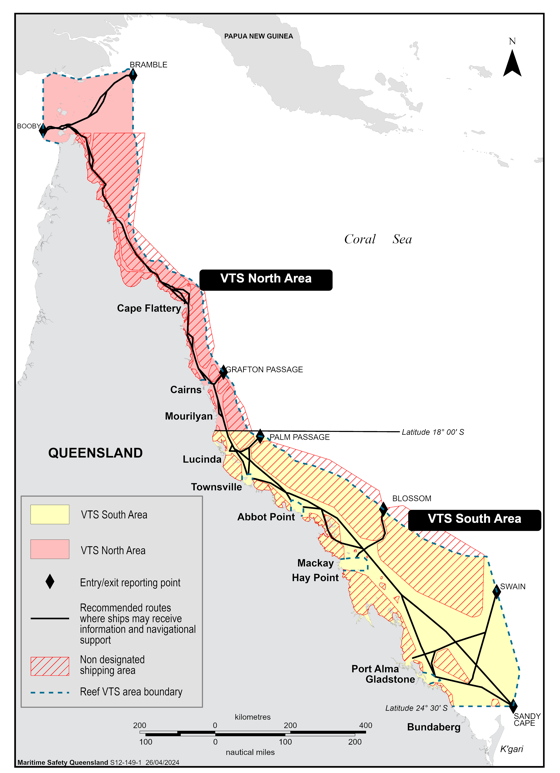 PAPUA NEW GUINEA
N
BRAMBLE
BOOBY
Coral Sea
VTS North Area
Cape Flattery
GRAFTON PASSAGE
Cairns
Mourilyan
Latitude 18° 00' S
PALM PASSAGE
QUEENSLAND
Lucinda
Townsville
BLOSSOM
Abbot Point
VTS South Area
Mackay
Hay Point
SWAIN
Port Alma
Gladstone
Latitude 24° 30' S
SANDY
CAPE
Bundaberg
K'gari
VTS South Area
VTS North Area
Entry/exit reporting point
Recommended routes
where ships may receive
information and navigational
support
Non designated
shipping area
Reef VTS area boundary
kilometres
200 0 200 400
100 0 100 200
nautical miles
Maritime Safety Queensland S12-149-1 26/04/2024